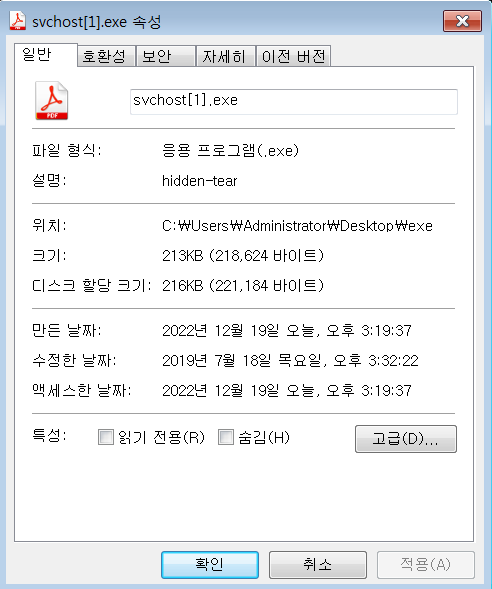 svchost[1].exe 속성
일반 호환성 보안 자세히 이전 버전
PDF
svchost[1].exe
파일 형식: 응용 프로그램(.exe)
설명: hidden-tear
위치: C:₩Users₩Administrator₩Desktop₩exe
크기: 213KB (218,624 바이트)
디스크 할당 크기: 216KB (221,184 바이트)
만든 날짜: 2022년 12월 19일 오늘, 오후 3:19:37
수정한 날짜: 2019년 7월 18일 목요일, 오후 3:32:22
액세스한 날짜: 2022년 12월 19일 오늘, 오후 3:19:37
특성: 읽기 전용(R) 숨김(H) 고급(D)...
확인 취소 적용(A)